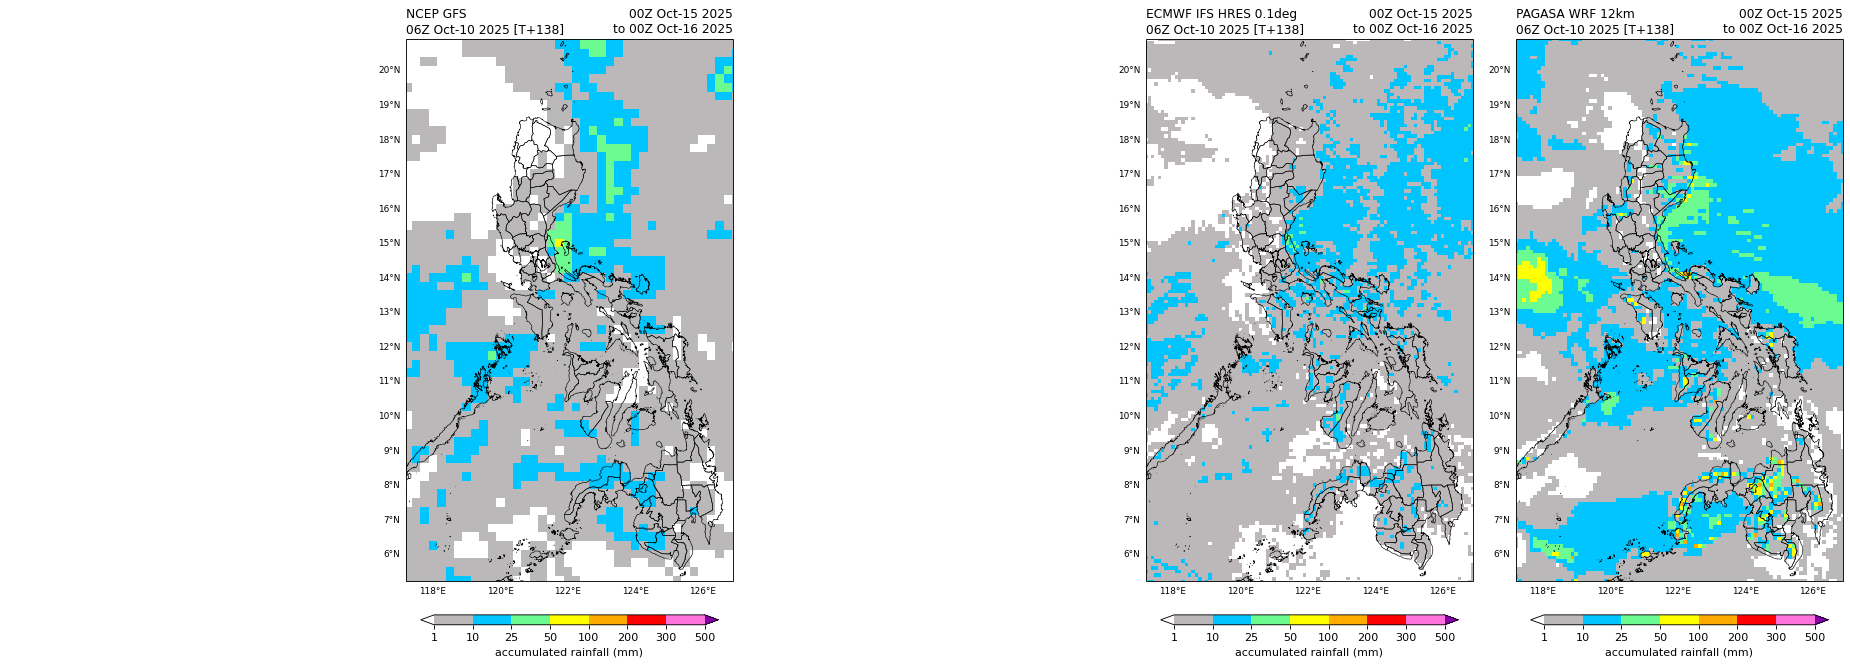 NCEP GFS 00Z Oct-15 2025
06Z Oct-10 2025 [T+138] to 00Z Oct-16 2025
20°N
19°N
18°N
17°N
16°N
15°N
14°N
13°N
12°N
11°N
10°N
9°N
8°N
7°N
6°N
118°E 120°E 122°E 124°E 126°E
1 10 25 50 100 200 300 500
accumulated rainfall (mm)
ECMWF IFS HRES 0.1deg 00Z Oct-15 2025
06Z Oct-10 2025 [T+138] to 00Z Oct-16 2025
20°N
19°N
18°N
17°N
16°N
15°N
14°N
13°N
12°N
11°N
10°N
9°N
8°N
7°N
6°N
118°E 120°E 122°E 124°E 126°E
1 10 25 50 100 200 300 500
accumulated rainfall (mm)
PAGASA WRF 12km 00Z Oct-15 2025
06Z Oct-10 2025 [T+138] to 00Z Oct-16 2025
20°N
19°N
18°N
17°N
16°N
15°N
14°N
13°N
12°N
11°N
10°N
9°N
8°N
7°N
6°N
118°E 120°E 122°E 124°E 126°E
1 10 25 50 100 200 300 500
accumulated rainfall (mm)